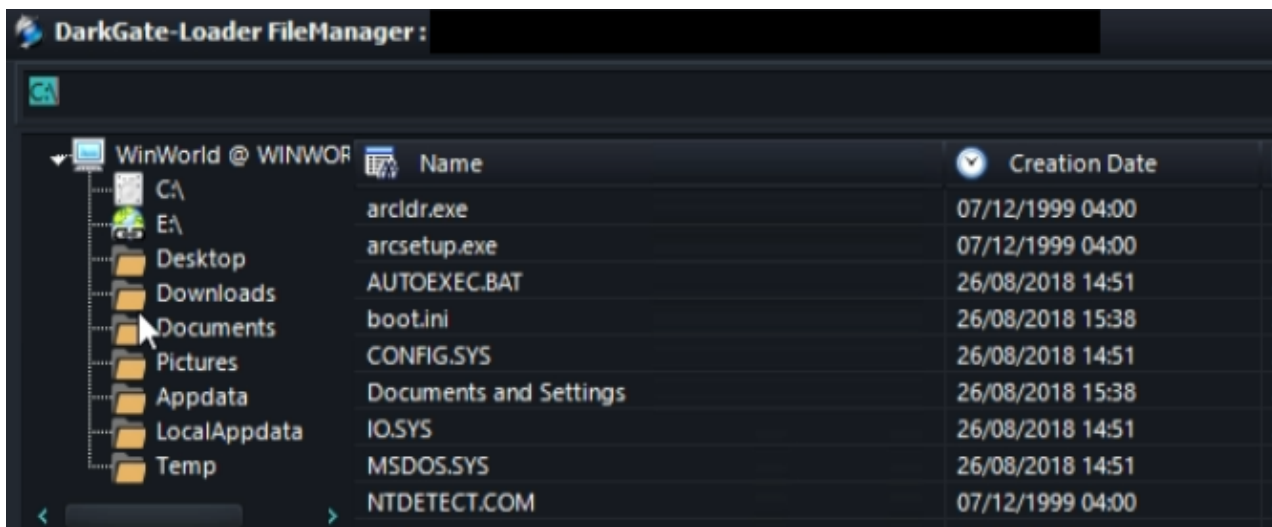 DarkGate-Loader FileManager :
C:\
WinWorld @ WINWOR
C:\
E:\
Desktop
Downloads
Documents
Pictures
Appdata
LocalAppdata
Temp
Name Creation Date
arcldr.exe 07/12/1999 04:00
arcsetup.exe 07/12/1999 04:00
AUTOEXEC.BAT 26/08/2018 14:51
boot.ini 26/08/2018 15:38
CONFIG.SYS 26/08/2018 14:51
Documents and Settings 26/08/2018 15:38
IO.SYS 26/08/2018 14:51
MSDOS.SYS 26/08/2018 14:51
NTDETECT.COM 07/12/1999 04:00